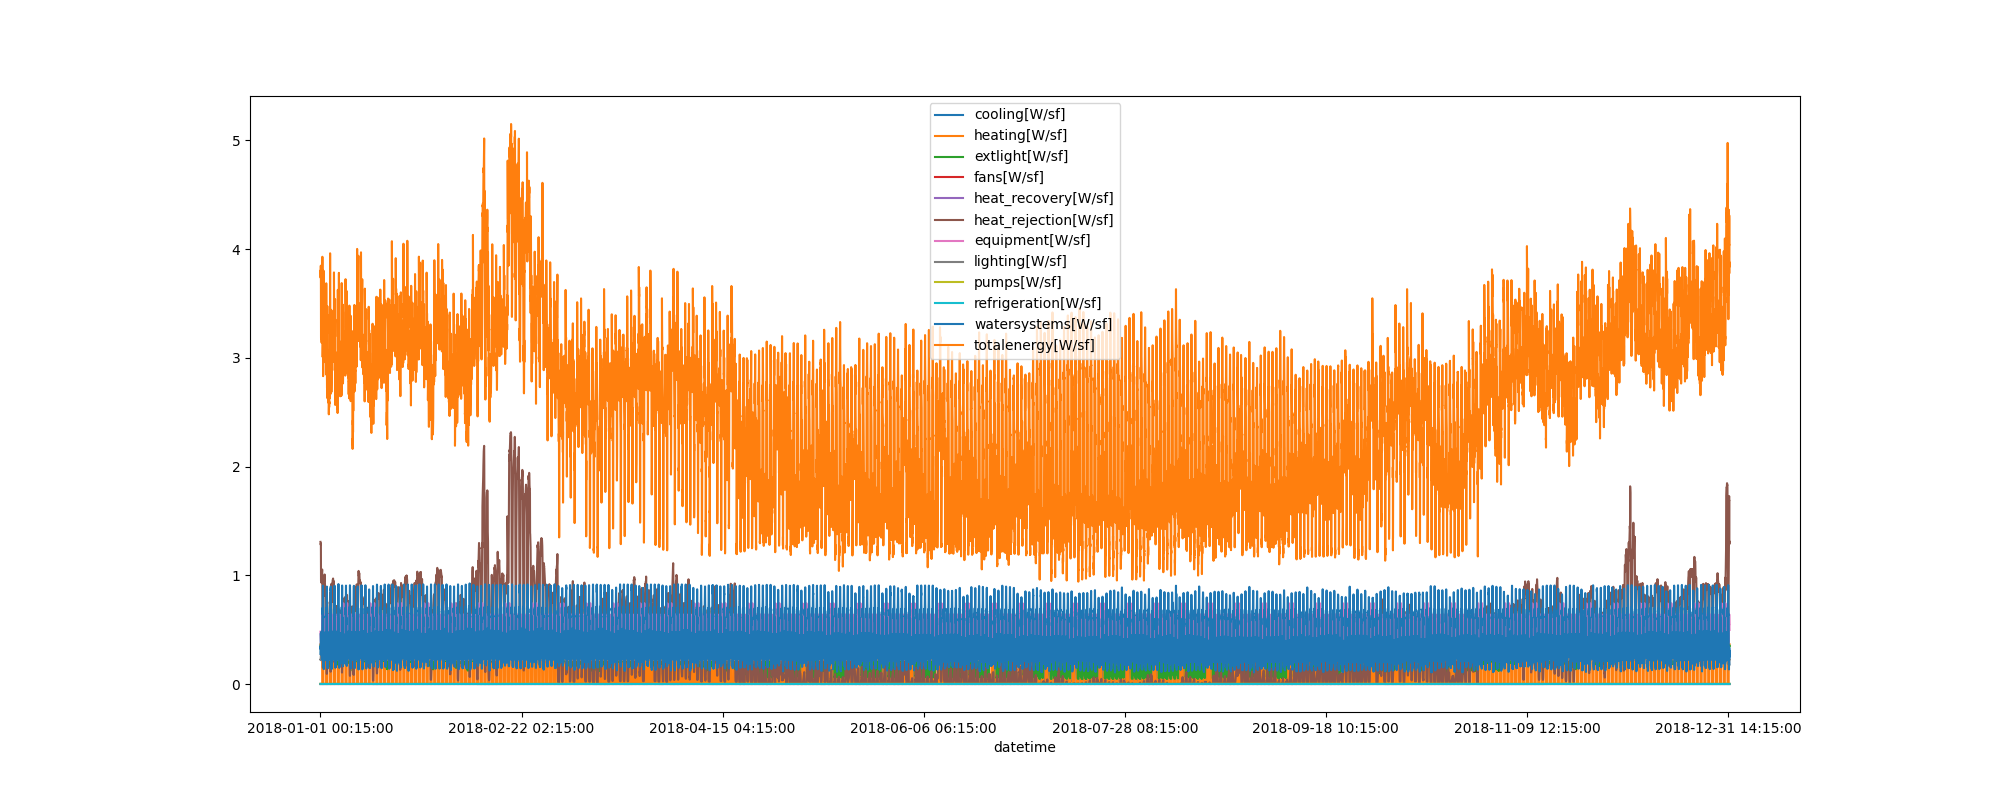 cooling[W/sf]
heating[W/sf]
extlight[W/sf]
fans[W/sf]
heat_recovery[W/sf]
heat_rejection[W/sf]
equipment[W/sf]
lighting[W/sf]
pumps[W/sf]
refrigeration[W/sf]
watersystems[W/sf]
totalenergy[W/sf]
5
4
3
2
1
0
2018-01-01 00:15:00 2018-02-22 02:15:00 2018-04-15 04:15:00 2018-06-06 06:15:00 2018-07-28 08:15:00 2018-09-18 10:15:00 2018-11-09 12:15:00 2018-12-31 14:15:00
datetime